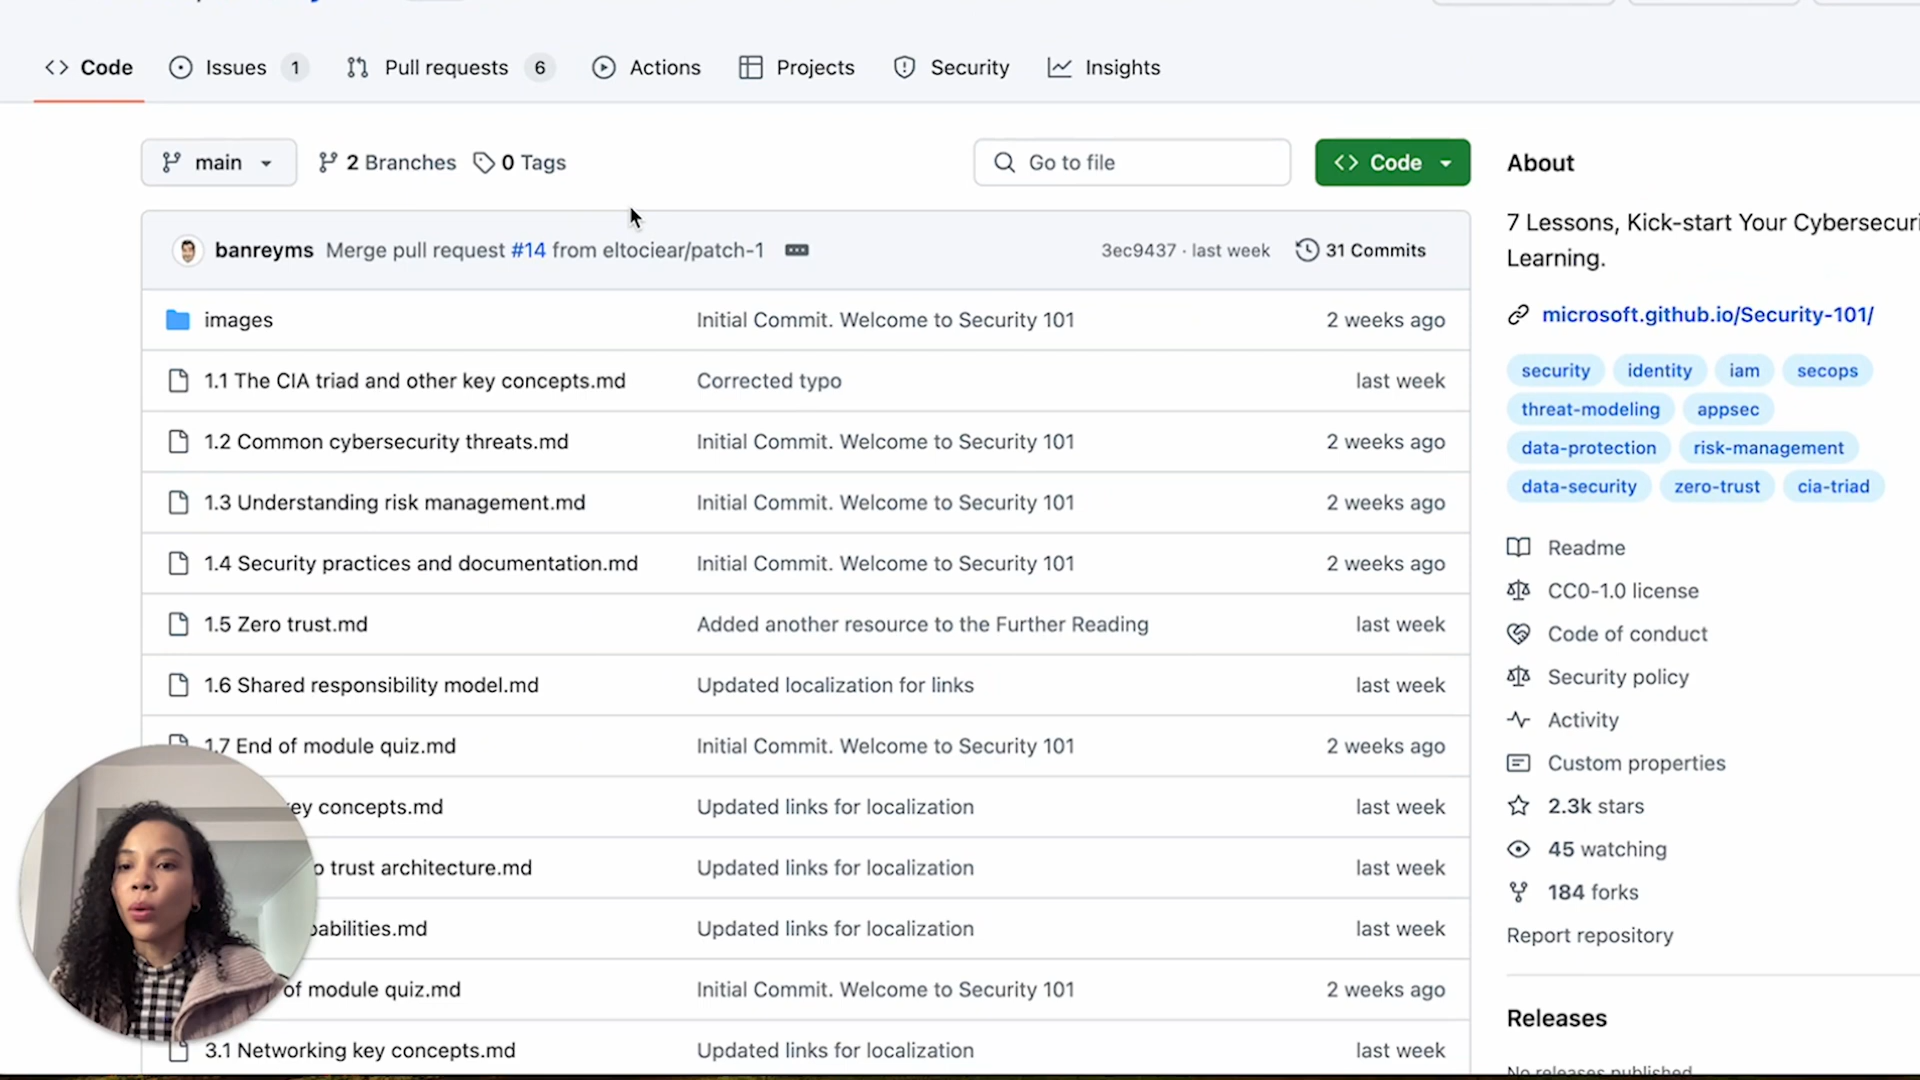 Code Issues 1 Pull requests 6 Actions Projects Security Insights
main 2 Branches 0 Tags Go to file Code
banreyms Merge pull request #14 from eltociear/patch-1 3ec9437 · last week 31 Commits
images Initial Commit. Welcome to Security 101 2 weeks ago
1.1 The CIA triad and other key concepts.md Corrected typo last week
1.2 Common cybersecurity threats.md Initial Commit. Welcome to Security 101 2 weeks ago
1.3 Understanding risk management.md Initial Commit. Welcome to Security 101 2 weeks ago
1.4 Security practices and documentation.md Initial Commit. Welcome to Security 101 2 weeks ago
1.5 Zero trust.md Added another resource to the Further Reading last week
1.6 Shared responsibility model.md Updated localization for links last week
1.7 End of module quiz.md Initial Commit. Welcome to Security 101 2 weeks ago
ey concepts.md Updated links for localization last week
o trust architecture.md Updated links for localization last week
abilities.md Updated links for localization last week
of module quiz.md Initial Commit. Welcome to Security 101 2 weeks ago
3.1 Networking key concepts.md Updated links for localization last week
About
7 Lessons, Kick-start Your Cybersecuri
Learning.
microsoft.github.io/Security-101/
security identity iam secops
threat-modeling appsec
data-protection risk-management
data-security zero-trust cia-triad
Readme
CC0-1.0 license
Code of conduct
Security policy
Activity
Custom properties
2.3k stars
45 watching
184 forks
Report repository
Releases
No releases published